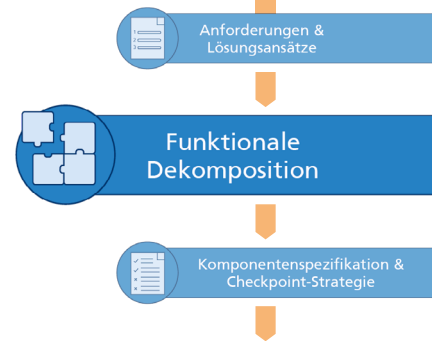 Anforderungen &
Lösungsansätze
Funktionale
Dekomposition
Komponentenspezifikation &
Checkpoint-Strategie